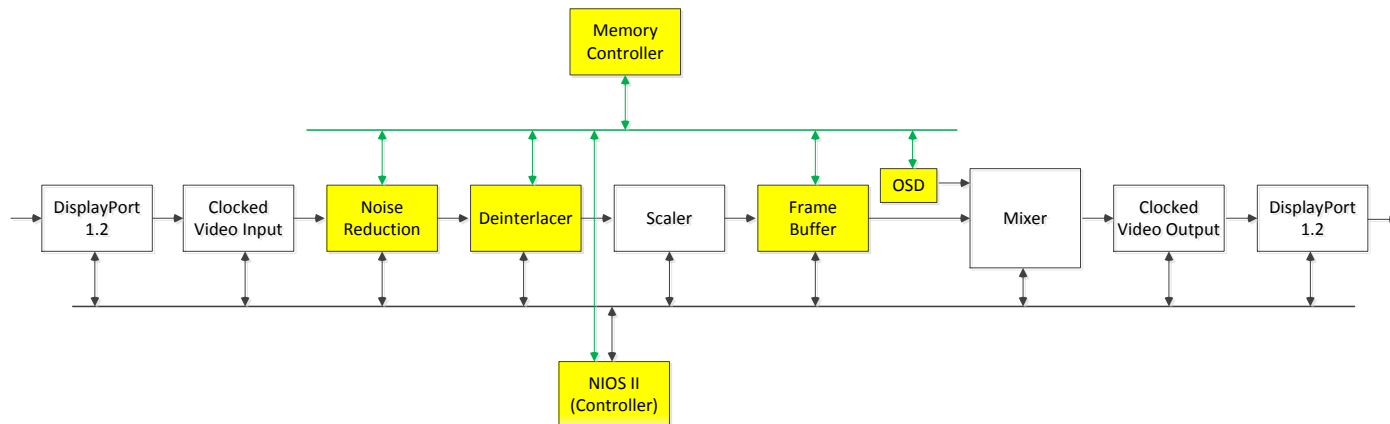 Memory
Controller
OSD
DisplayPort
1.2
Clocked
Video Input
Noise
Reduction
Deinterlacer
Scaler
Frame
Buffer
Mixer
Clocked
Video Output
DisplayPort
1.2
NIOS II
(Controller)